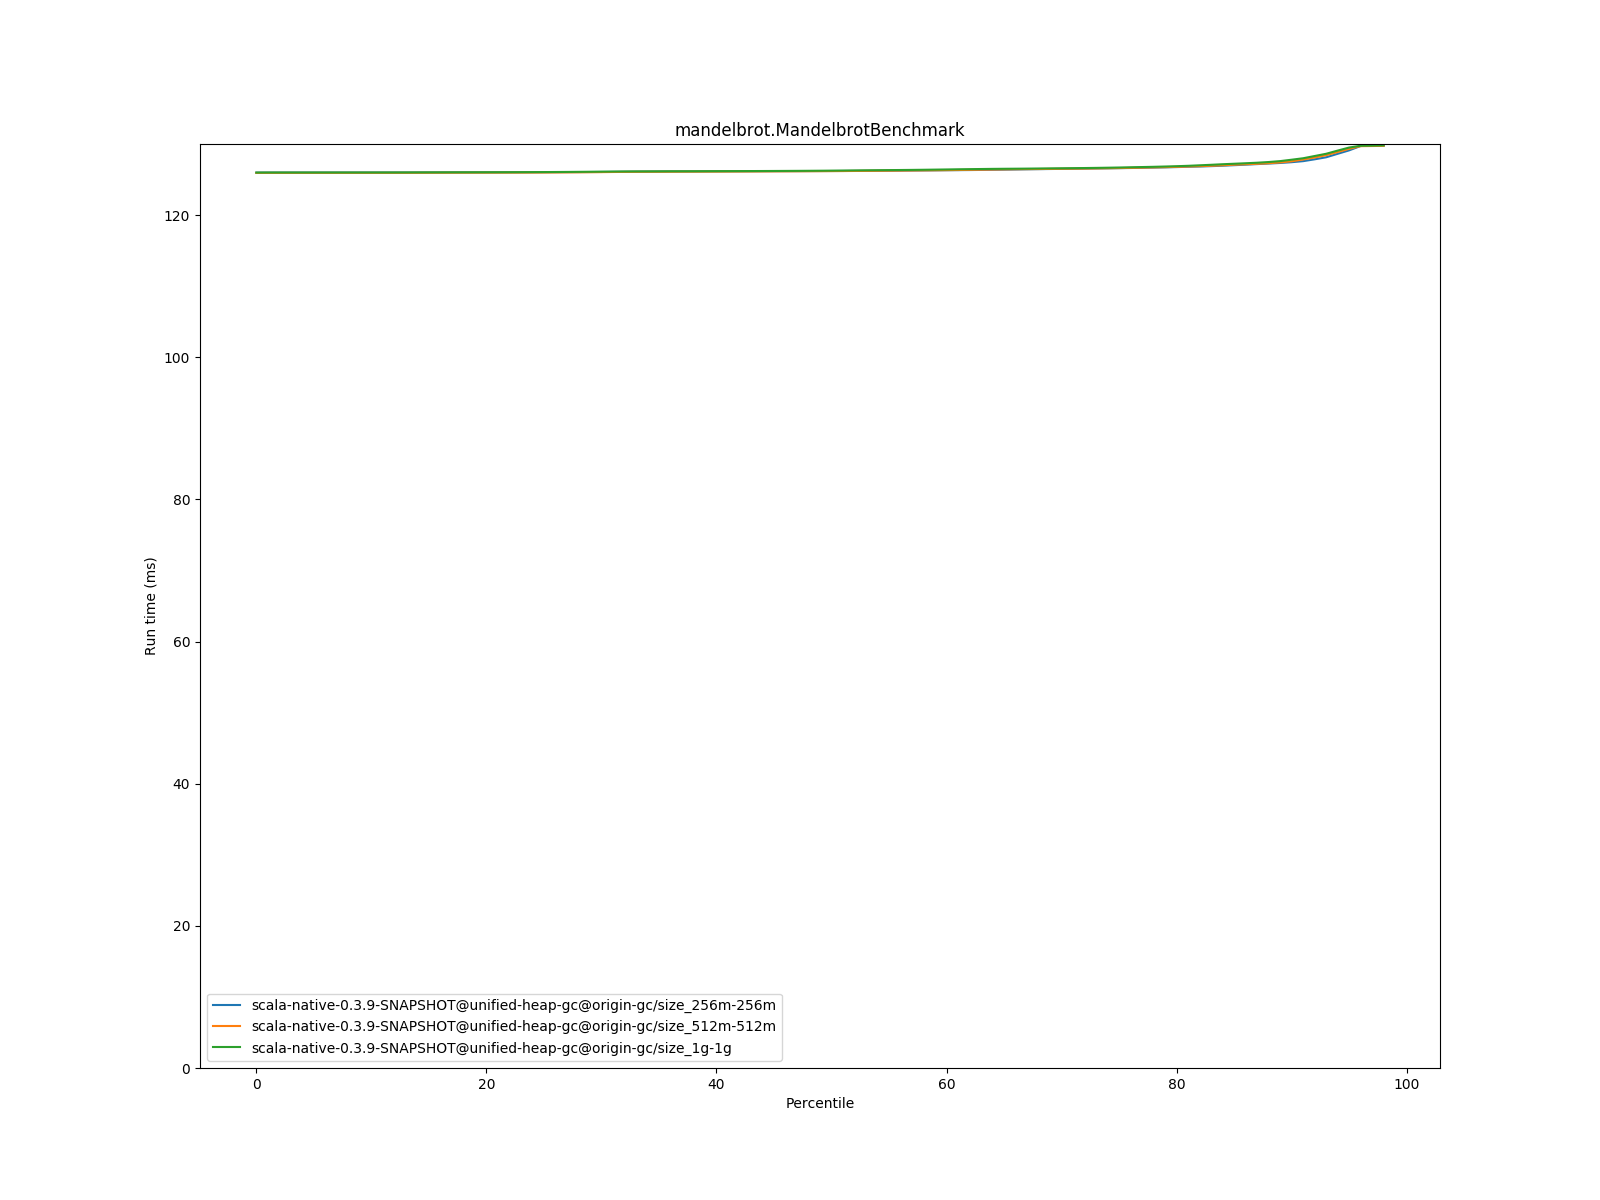 mandelbrot.MandelbrotBenchmark
120
100
80
60
40
20
0
Run time (ms)
scala-native-0.3.9-SNAPSHOT@unified-heap-gc@origin-gc/size_256m-256m
scala-native-0.3.9-SNAPSHOT@unified-heap-gc@origin-gc/size_512m-512m
scala-native-0.3.9-SNAPSHOT@unified-heap-gc@origin-gc/size_1g-1g
0 20 40 60 80 100
Percentile